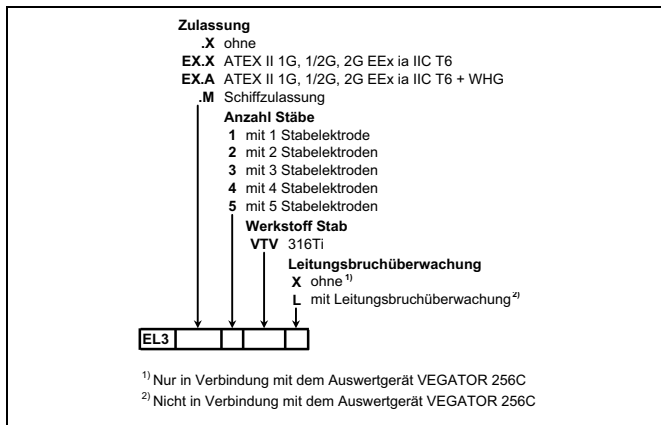 Zulassung
.X ohne
EX.X ATEX II 1G, 1/2G, 2G EEx ia IIC T6
EX.A ATEX II 1G, 1/2G, 2G EEx ia IIC T6 + WHG
.M Schiffzulassung
Anzahl Stäbe
1 mit 1 Stabelektrode
2 mit 2 Stabelektroden
3 mit 3 Stabelektroden
4 mit 4 Stabelektroden
5 mit 5 Stabelektroden
Werkstoff Stab
VTV 316Ti
Leitungsbruchüberwachung
X ohne 1)
L mit Leitungsbruchüberwachung 2)
EL3
1) Nur in Verbindung mit dem Auswertgerät VEGATOR 256C
2) Nicht in Verbindung mit dem Auswertgerät VEGATOR 256C